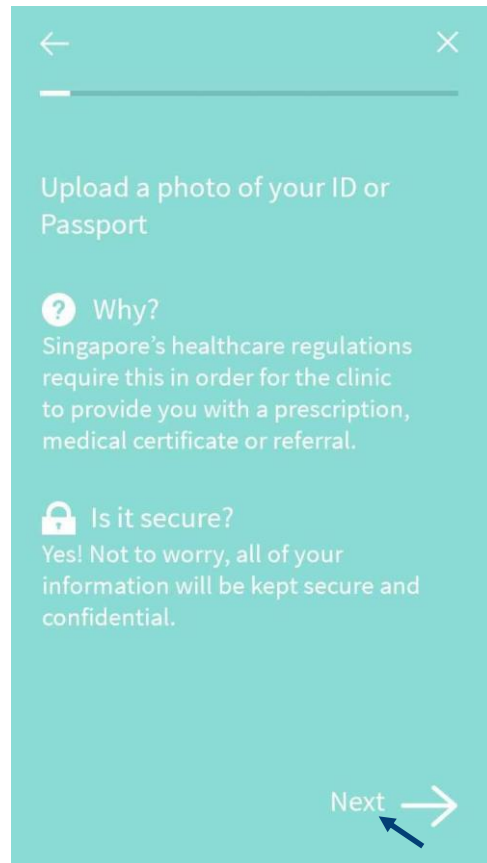 Upload a photo of your ID or
Passport
? Why?
Singapore's healthcare regulations
require this in order for the clinic
to provide you with a prescription,
medical certificate or referral.
Is it secure?
Yes! Not to worry, all of your
information will be kept secure and
confidential.
Next